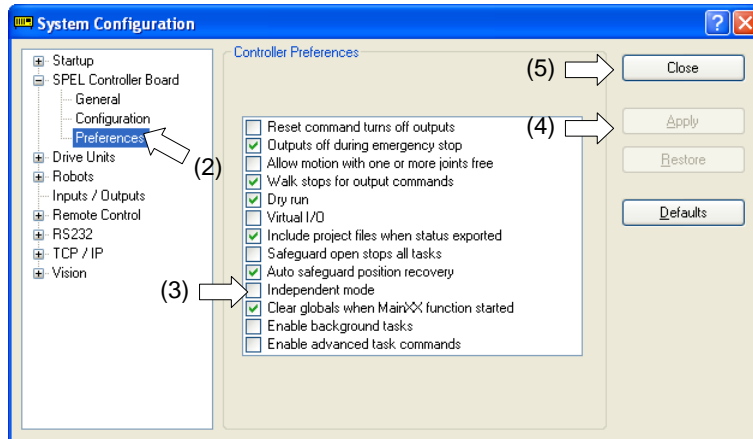 System Configuration
Startup
SPEL Controller Board
General
Configuration
Preferences
Drive Units
Robots
Inputs / Outputs
Remote Control
RS232
TCP / IP
Vision
(2)
Controller Preferences
Reset command turns off outputs
Outputs off during emergency stop
Allow motion with one or more joints free
Walk stops for output commands
Dry run
Virtual I/O
Include project files when status exported
Safeguard open stops all tasks
Auto safeguard position recovery
(3)
Independent mode
Clear globals when MainXX function started
Enable background tasks
Enable advanced task commands
(5)
Close
(4)
Apply
Restore
Defaults